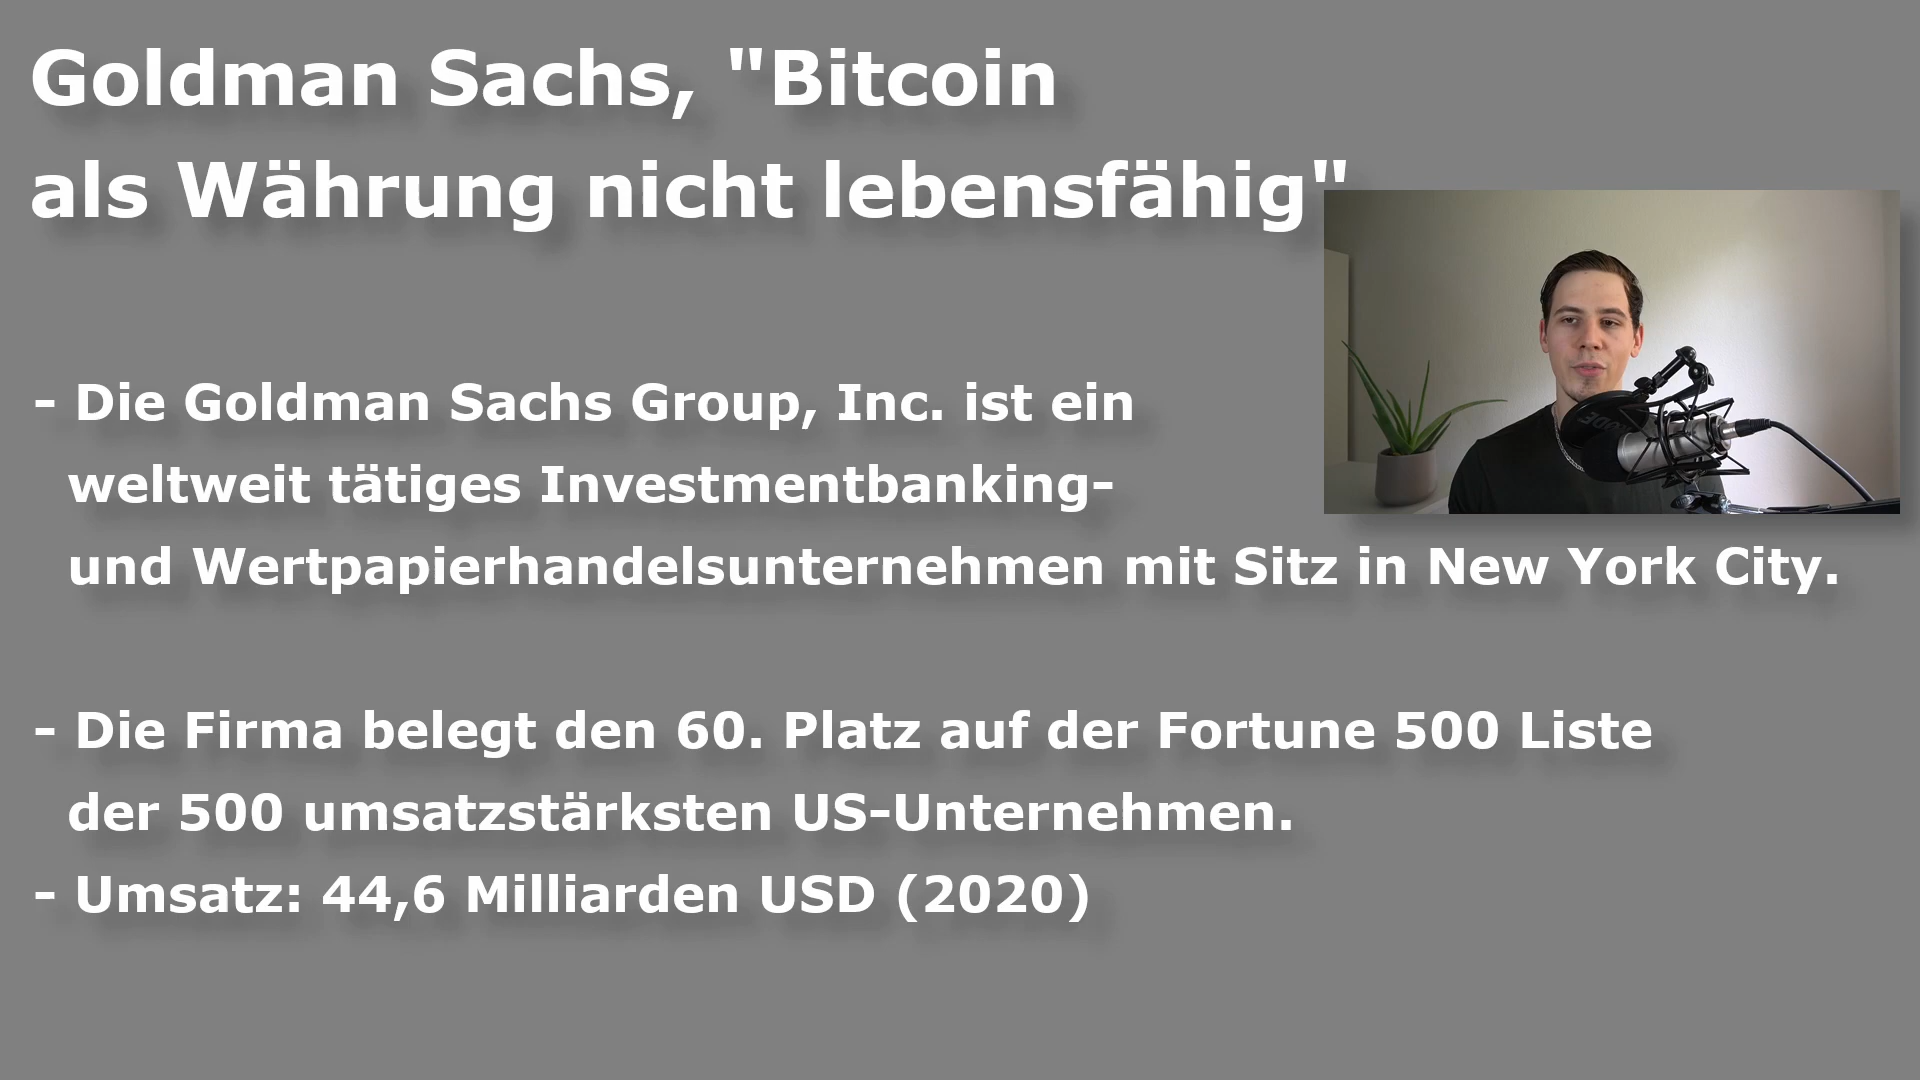 Goldman Sachs, "Bitcoin
als Währung nicht lebensfähig"
- Die Goldman Sachs Group, Inc. ist ein
weltweit tätiges Investmentbanking-
und Wertpapierhandelsunternehmen mit Sitz in New York City.
- Die Firma belegt den 60. Platz auf der Fortune 500 Liste
der 500 umsatzstärksten US-Unternehmen.
- Umsatz: 44,6 Milliarden USD (2020)
RODE